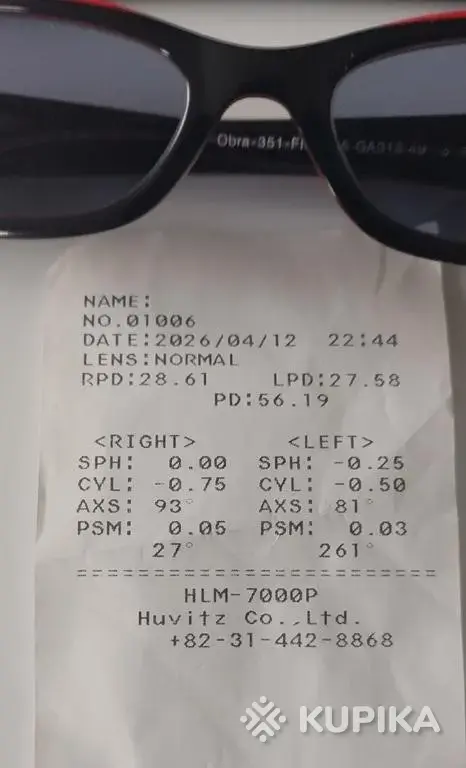 Obra-351-F
NAME:
NO.01006
DATE:2026/04/12 22:44
LENS:NORMAL
RPD:28.61 LPD:27.58
PD:56.19
<RIGHT> <LEFT>
SPH: 0.00 SPH: -0.25
CYL: -0.75 CYL: -0.50
AXS: 93° AXS: 81°
PSM: 0.05 PSM: 0.03
27° 261°
==========================
HLM-7000P
Huvitz Co.,Ltd.
+82-31-442-8868
KUPIKA